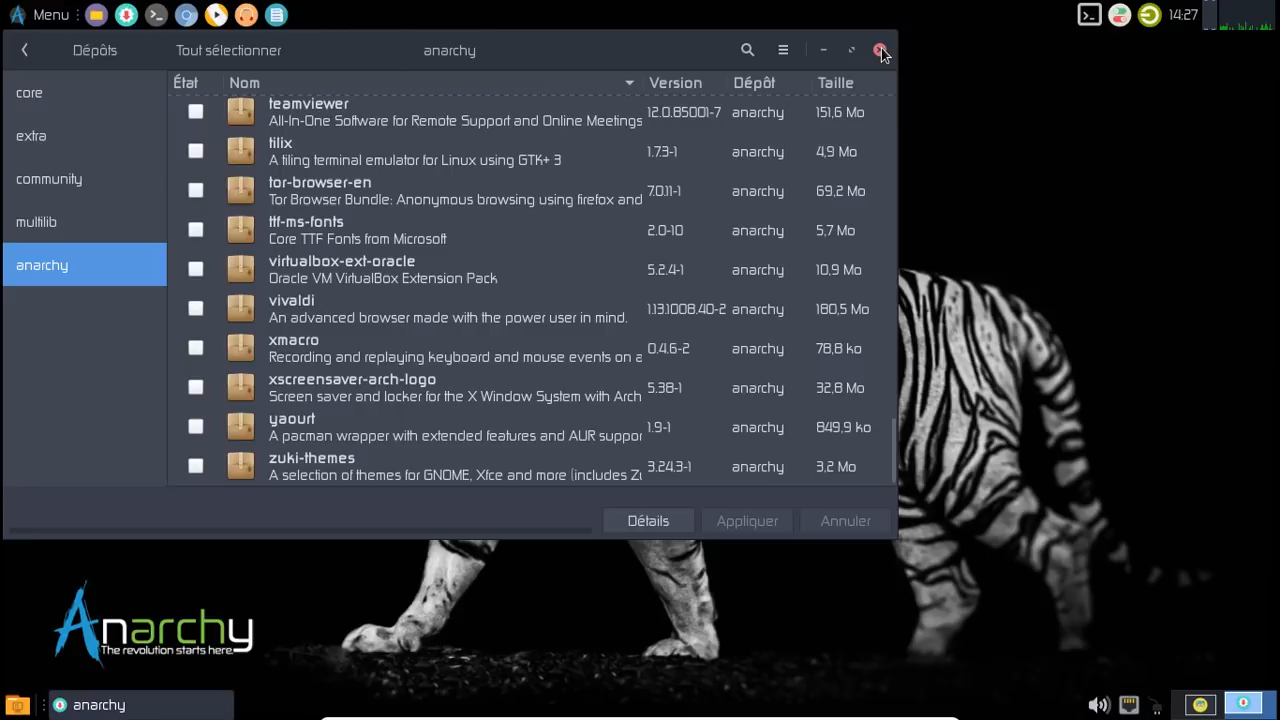 Menu
14:27
Dépôts
Tout sélectionner
anarchy
core
extra
community
multilib
anarchy
État Nom Version Dépôt Taille
teamviewer
All-In-One Software for Remote Support and Online Meetings
12.0.85001-7 anarchy 151,6 Mo
tilix
A tiling terminal emulator for Linux using GTK+ 3
1.7.3-1 anarchy 4,9 Mo
tor-browser-en
Tor Browser Bundle: Anonymous browsing using firefox and
7.0.11-1 anarchy 69,2 Mo
ttf-ms-fonts
Core TTF Fonts from Microsoft
2.0-10 anarchy 5,7 Mo
virtualbox-ext-oracle
Oracle VM VirtualBox Extension Pack
5.2.4-1 anarchy 10,9 Mo
vivaldi
An advanced browser made with the power user in mind.
1.13.1008.40-2 anarchy 180,5 Mo
xmacro
Recording and replaying keyboard and mouse events on a
0.4.6-2 anarchy 78,8 ko
xscreensaver-arch-logo
Screen saver and locker for the X Window System with Arch
5.38-1 anarchy 32,8 Mo
yaourt
A pacman wrapper with extended features and AUR suppor
1.9-1 anarchy 849,9 ko
zuki-themes
A selection of themes for GNOME, Xfce and more (includes Zu
3.24.3-1 anarchy 3,2 Mo
Détails
Appliquer
Annuler
Anarchy
The revolution starts here.
anarchy